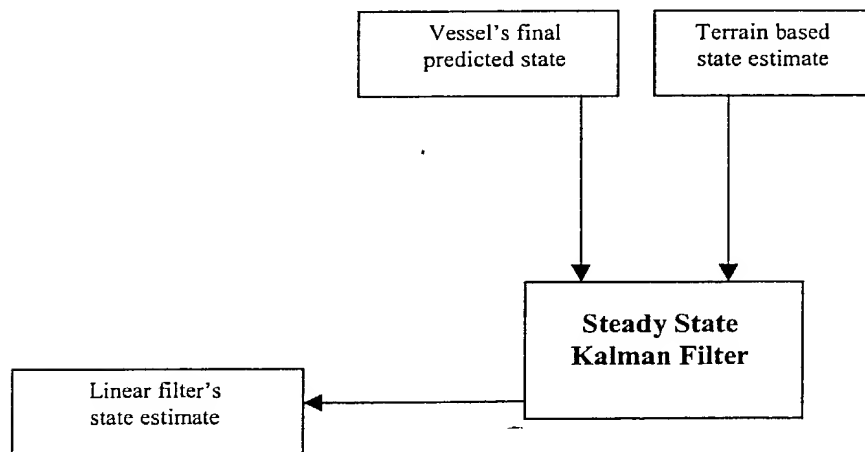 Vessel's final
predicted state
Terrain based
state estimate
Steady State
Kalman Filter
Linear filter's
state estimate